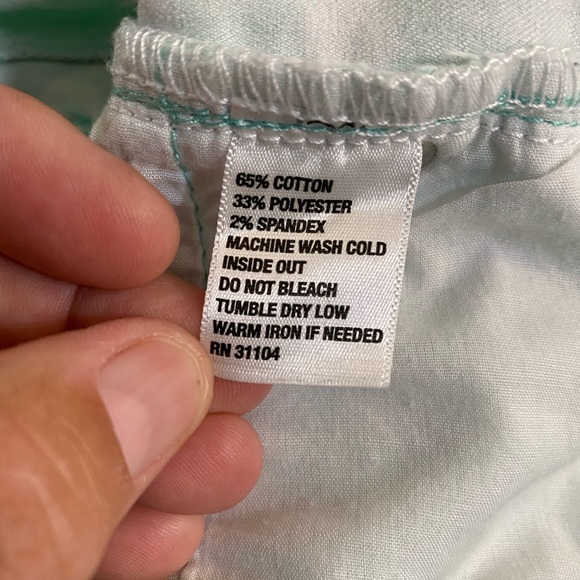 65% COTTON
33% POLYESTER
2% SPANDEX
MACHINE WASH COLD
INSIDE OUT
DO NOT BLEACH
TUMBLE DRY LOW
WARM IRON IF NEEDED
RN 31104